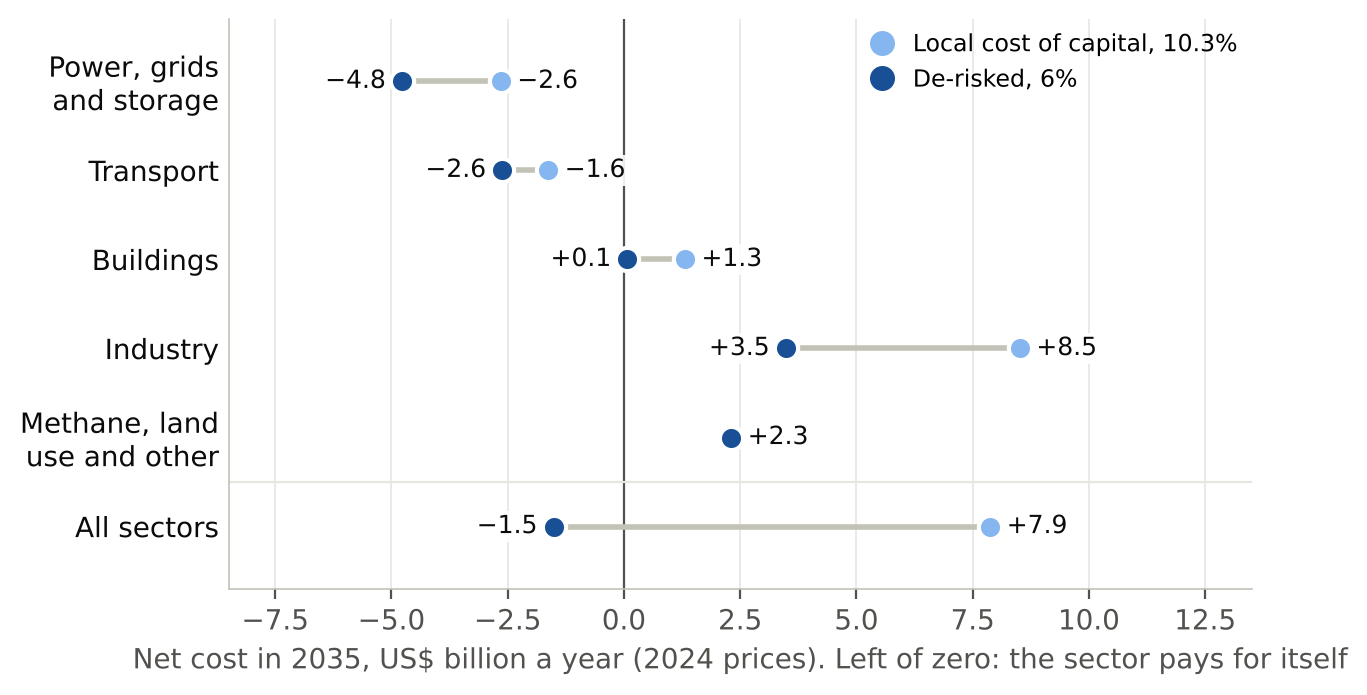 Local cost of capital, 10.3%
De-risked, 6%
Power, grids
and storage
−4.8
−2.6
Transport
−2.6
−1.6
Buildings
+0.1
+1.3
Industry
+3.5
+8.5
Methane, land
use and other
+2.3
All sectors
−1.5
+7.9
−7.5 −5.0 −2.5 0.0 2.5 5.0 7.5 10.0 12.5
Net cost in 2035, US$ billion a year (2024 prices). Left of zero: the sector pays for itself